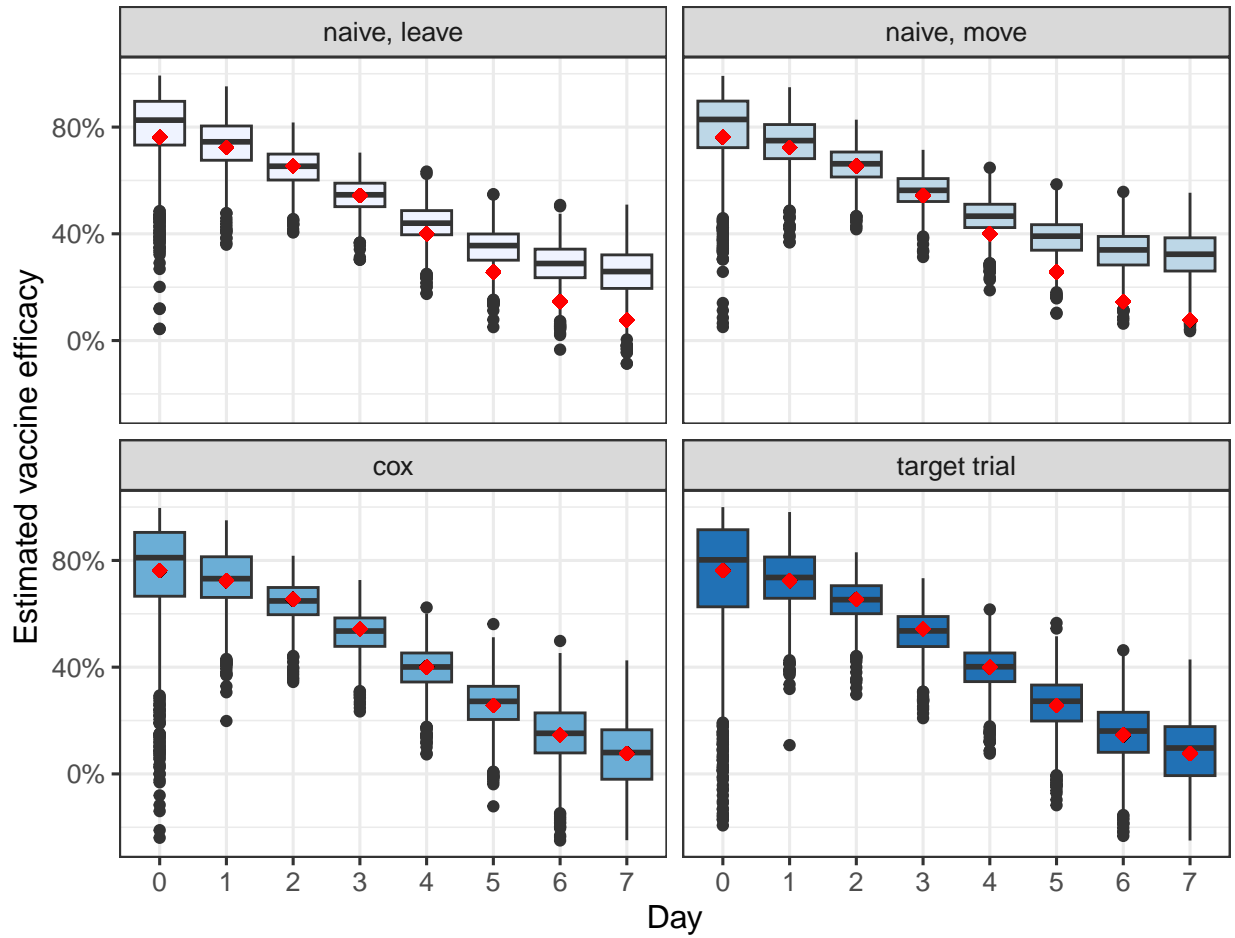 naive, leave
naive, move
80%
40%
0%
cox
target trial
80%
40%
0%
0 1 2 3 4 5 6 7
0 1 2 3 4 5 6 7
Day
Estimated vaccine efficacy